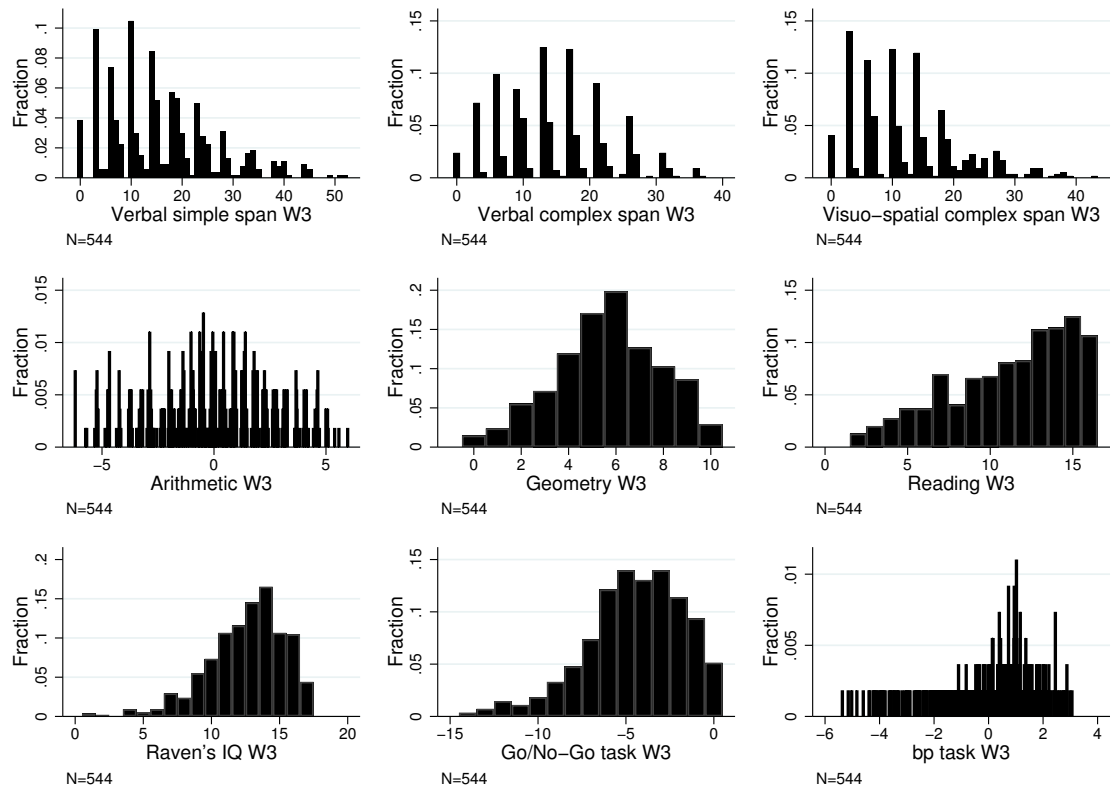 Fraction
0 .02 .04 .06 .08 .1
0 10 20 30 40 50
Verbal simple span W3
N=544
Fraction
0 .05 .1 .15
0 10 20 30 40
Verbal complex span W3
N=544
Fraction
0 .05 .1 .15
0 10 20 30 40
Visuo−spatial complex span W3
N=544
Fraction
0 .005 .01 .015
−5 0 5
Arithmetic W3
N=544
Fraction
0 .05 .1 .15 .2
0 2 4 6 8 10
Geometry W3
N=544
Fraction
0 .05 .1 .15
0 5 10 15
Reading W3
N=544
Fraction
0 .05 .1 .15 .2
0 5 10 15 20
Raven's IQ W3
N=544
Fraction
0 .05 .1 .15
−15 −10 −5 0
Go/No−Go task W3
N=544
Fraction
0 .005 .01
−6 −4 −2 0 2 4
bp task W3
N=544